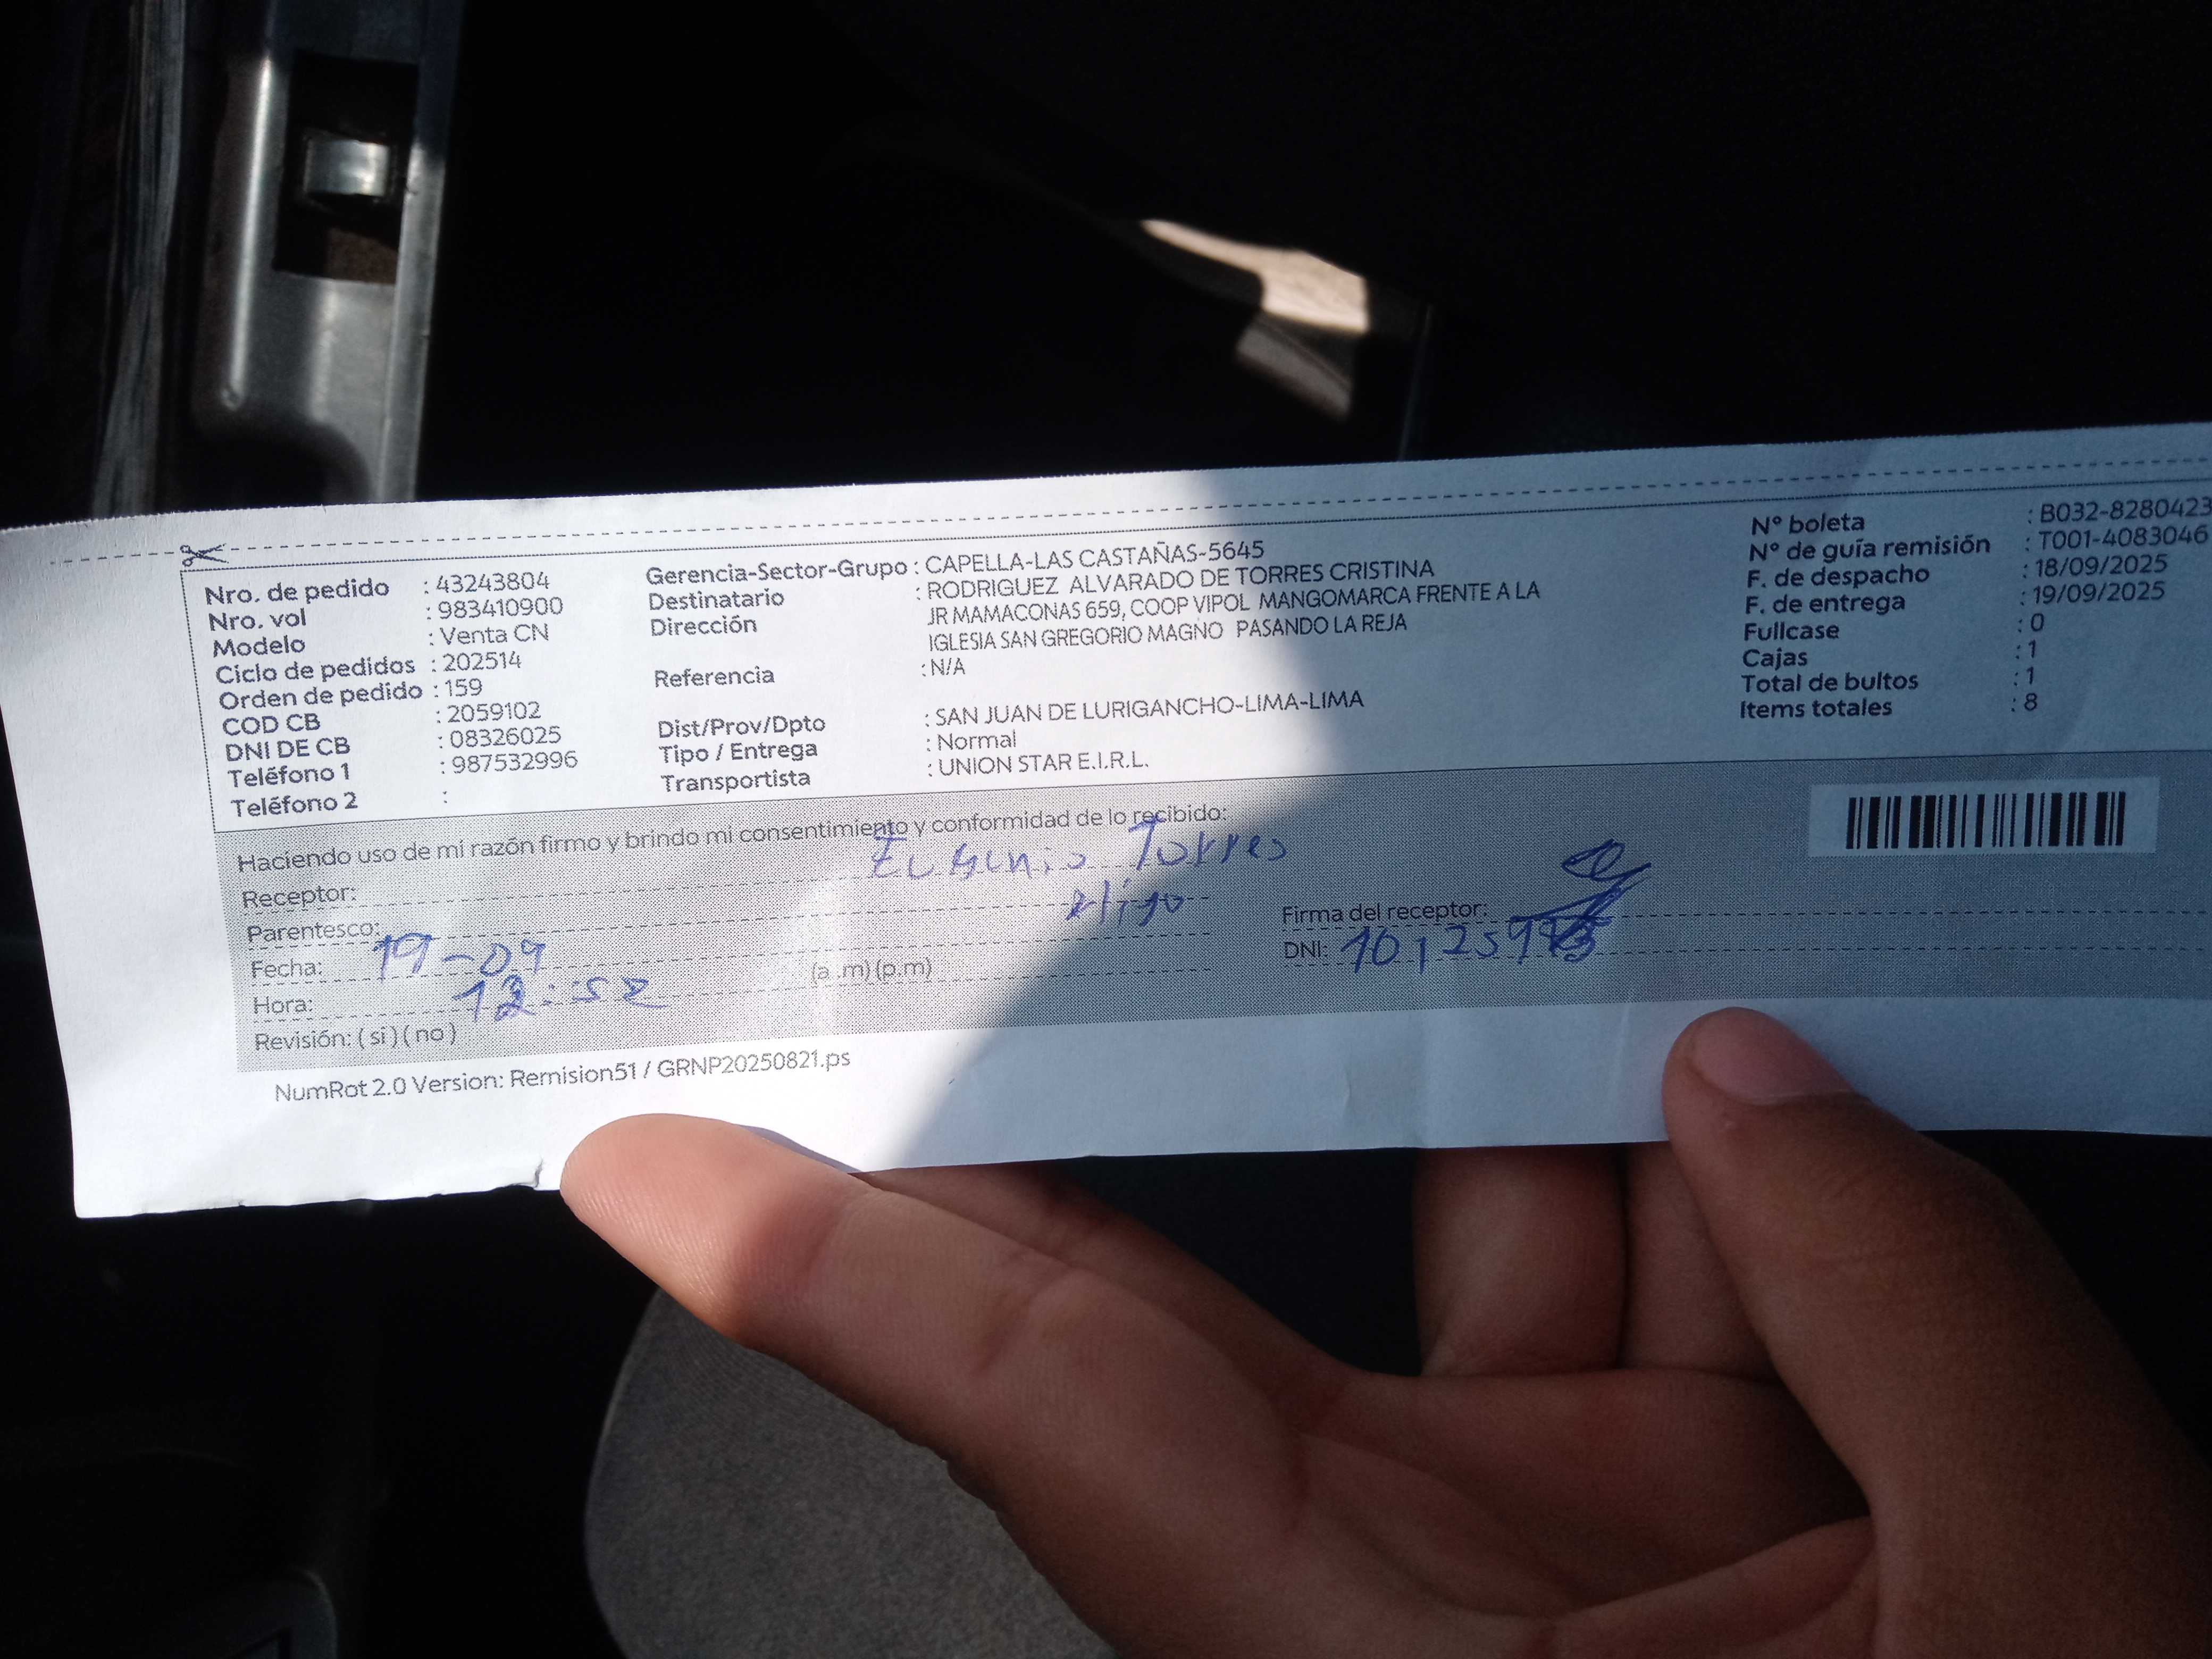 Nro. de pedido : 43243804
Nro. vol : 983410900
Modelo : Venta CN
Ciclo de pedidos : 202514
Orden de pedido : 159
COD CB : 2059102
DNI DE CB : 08326025
Teléfono 1 : 987532996
Teléfono 2 :
Gerencia-Sector-Grupo : CAPELLA-LAS CASTAÑAS-5645
Destinatario : RODRIGUEZ ALVARADO DE TORRES CRISTINA
Dirección JR MAMACONAS 659, COOP VIPOL MANGOMARCA FRENTE A LA
IGLESIA SAN GREGORIO MAGNO PASANDO LA REJA
Referencia : N/A
Dist/Prov/Dpto : SAN JUAN DE LURIGANCHO-LIMA-LIMA
Tipo / Entrega : Normal
Transportista : UNION STAR E.I.R.L.
N° boleta : B032-8280423
N° de guía remisión : T001-4083046
F. de despacho : 18/09/2025
F. de entrega : 19/09/2025
Fullcase : 0
Cajas : 1
Total de bultos : 1
Items totales : 8
Haciendo uso de mi razón firmo y brindo mi consentimiento y conformidad de lo recibido:
Receptor: Eugenio Torres
Parentesco:
Fecha: 19-09
Hora: 12:52 (a .m) (p.m)
Revisión: ( si ) ( no )
Firma del receptor:
DNI:
NumRot 2.0 Version: Remision51 / GRNP20250821.ps